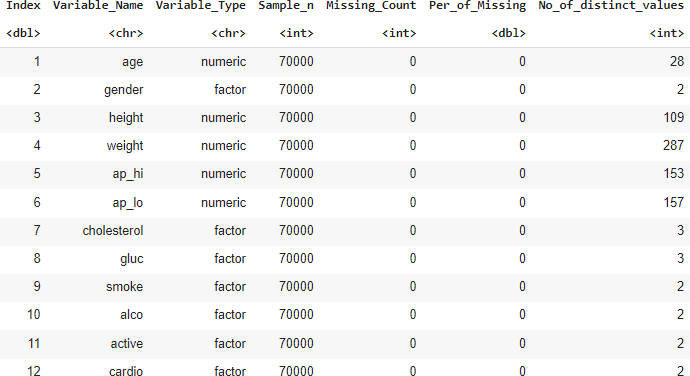 Index Variable_Name Variable_Type Sample_n Missing_Count Per_of_Missing No_of_distinct_values
<dbl> <chr> <chr> <int> <int> <dbl> <int>
1 age numeric 70000 0 0 28
2 gender factor 70000 0 0 2
3 height numeric 70000 0 0 109
4 weight numeric 70000 0 0 287
5 ap_hi numeric 70000 0 0 153
6 ap_lo numeric 70000 0 0 157
7 cholesterol factor 70000 0 0 3
8 gluc factor 70000 0 0 3
9 smoke factor 70000 0 0 2
10 alco factor 70000 0 0 2
11 active factor 70000 0 0 2
12 cardio factor 70000 0 0 2